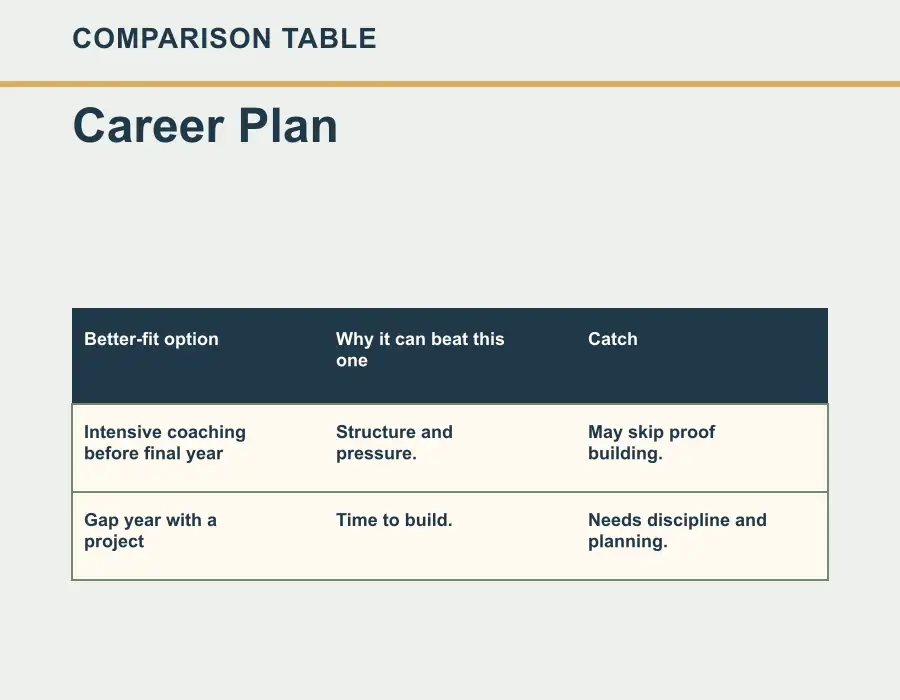 COMPARISON TABLE
Career Plan
Better-fit option
Why it can beat this
one
Catch
Intensive coaching
before final year
Structure and
pressure.
May skip proof
building.
Gap year with a
project
Time to build.
Needs discipline and
planning.